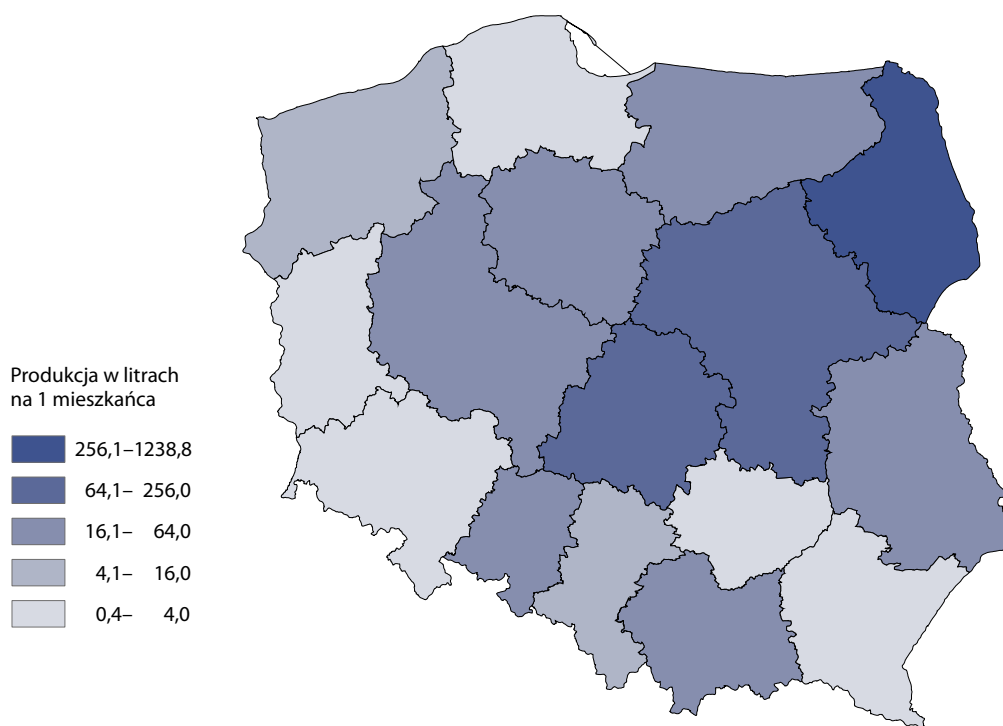 Produkcja w litrach
na 1 mieszkańca
256,1–1238,8
64,1– 256,0
16,1– 64,0
4,1– 16,0
0,4– 4,0